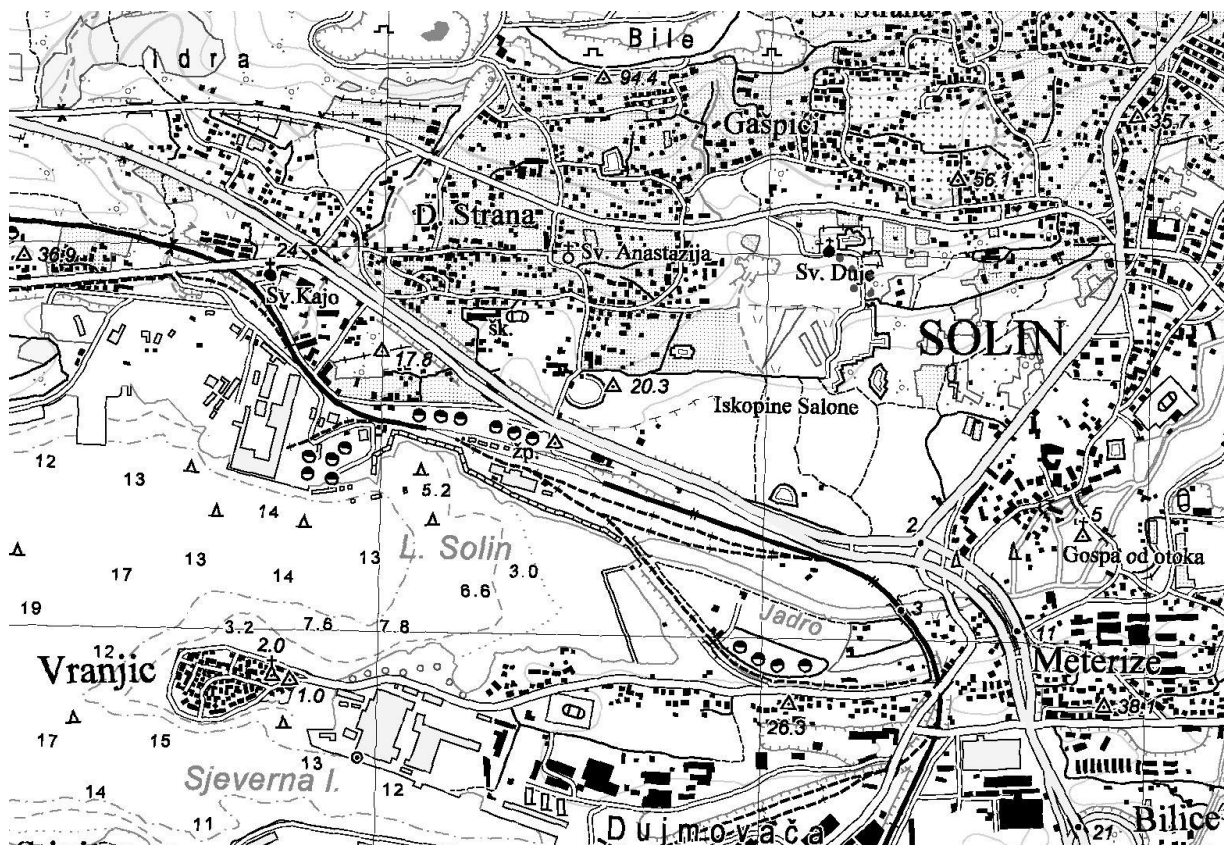 Sr. Strana
Bile
Idra
94.4
Gašpići
35.7
56.1
D. Strana
36.9
24
Sv. Anastazija
Sv. Duje
Sv. Kajo
šk.
SOLIN
17.8
20.3
Iskopine Salone
žp.
12
13
14
5.2
2
5
L. Solin
Gospa od otoka
13
13
17
14
3.0
6.6
19
3.2
7.6
7.8
Jadro
3
11
12
2.0
Vranjic
1.0
Meterize
26.3
38.1
17
15
13
Sjeverna l.
12
14
11
Dujmovača
21
Bilice